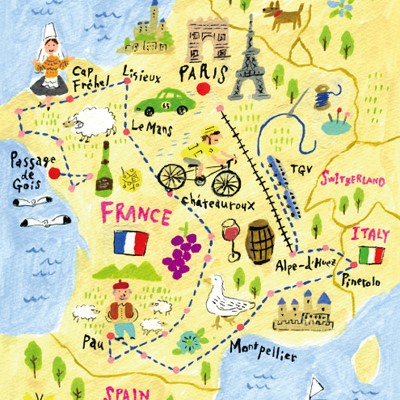 Cap
Fréhel
Lisieux
PARIS
64
Le Mans
Passage
de
Gois
TGV
SWITZERLAND
Châteauroux
FRANCE
ITALY
Alpe-d'Huez
Pinerolo
Pau
Montpellier
SPAIN